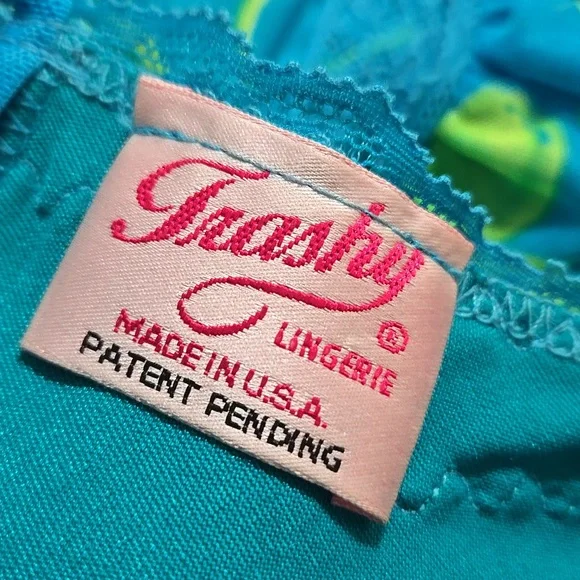 Trashy
LINGERIE ®
MADE IN U.S.A.
PATENT PENDING